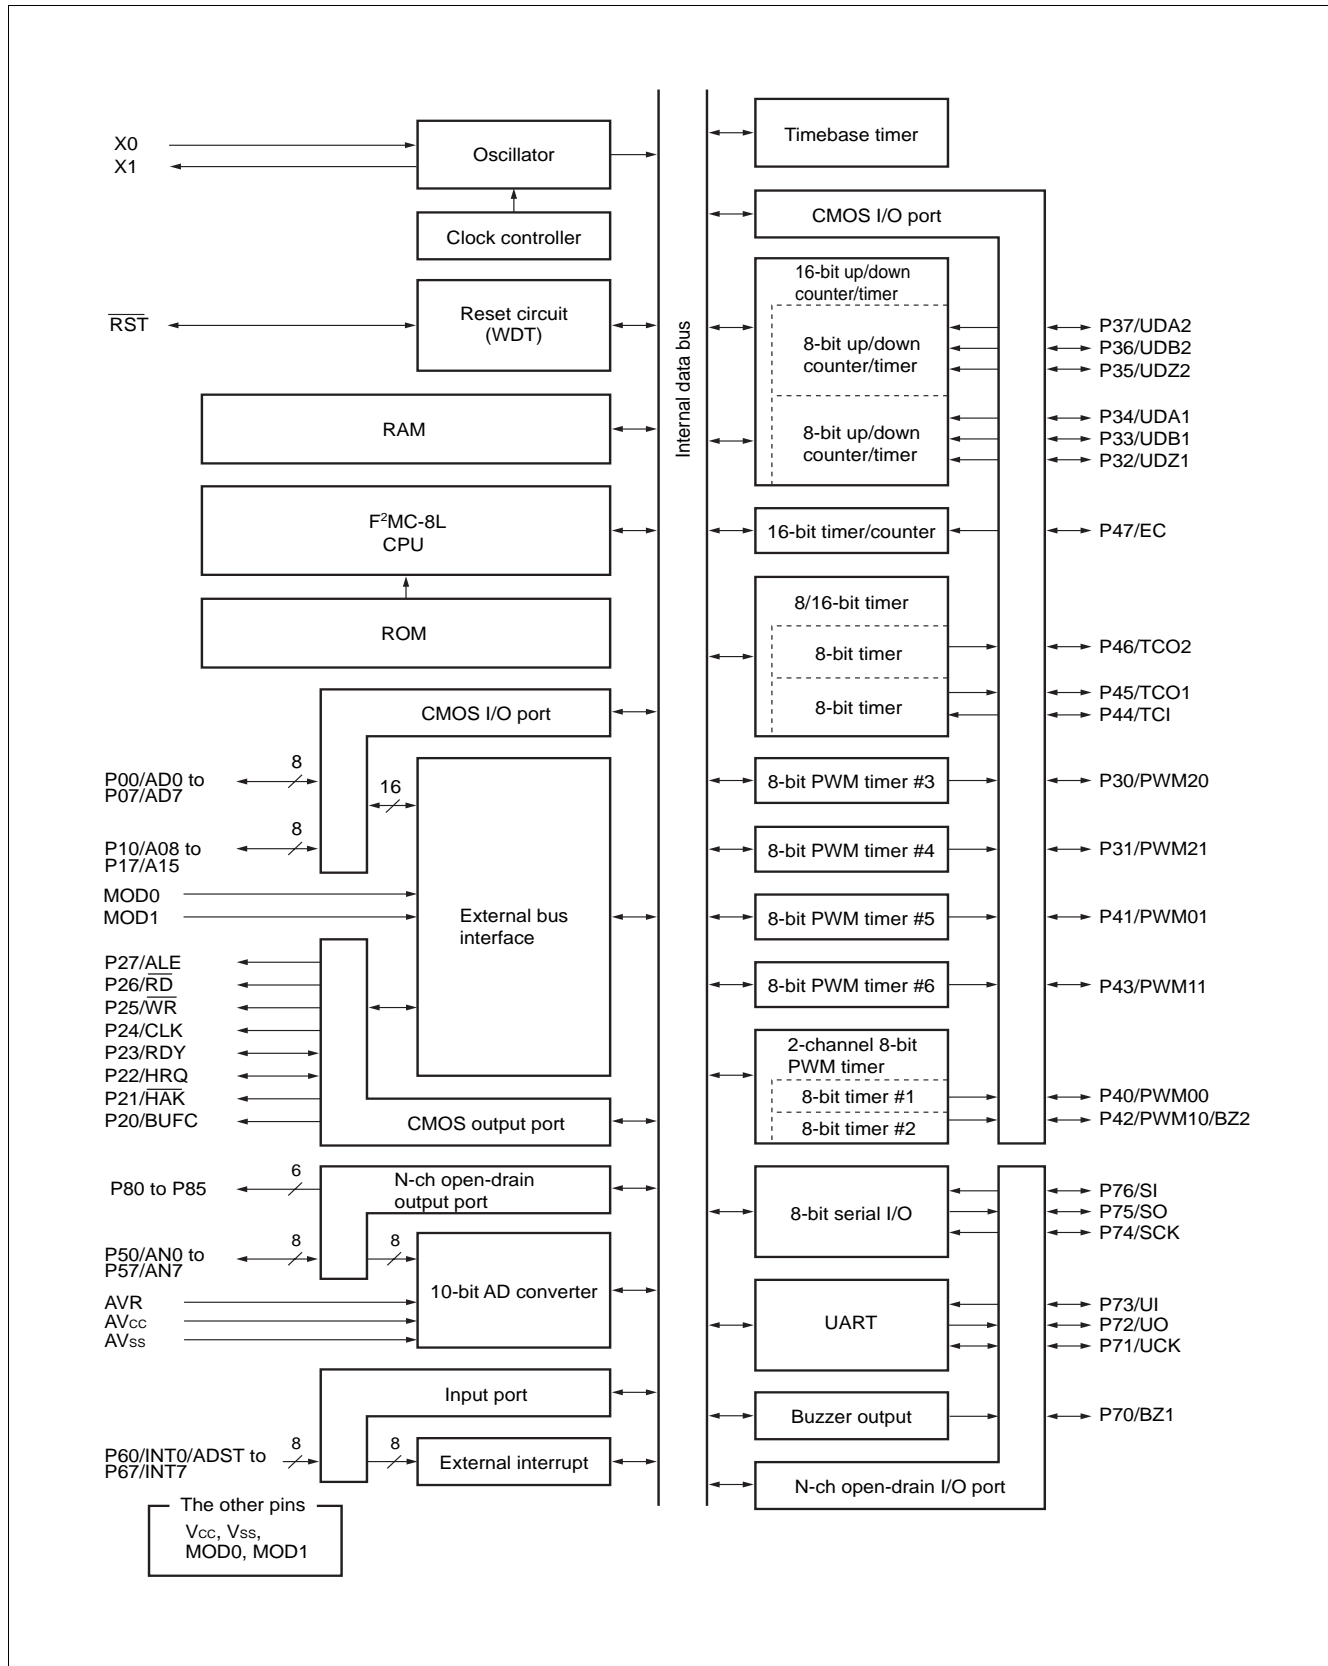 X0
X1
Oscillator
Clock controller
RST
Reset circuit
(WDT)
RAM
F²MC-8L
CPU
ROM
CMOS I/O port
P00/AD0 to
P07/AD7
8
16
P10/A08 to
P17/A15
8
MOD0
MOD1
External bus
interface
P27/ALE
P26/RD
P25/WR
P24/CLK
P23/RDY
P22/HRQ
P21/HAK
P20/BUFC
CMOS output port
P80 to P85
6
N-ch open-drain
output port
P50/AN0 to
P57/AN7
8
8
10-bit AD converter
AVR
AVCC
AVSS
Input port
P60/INT0/ADST to
P67/INT7
8
8
External interrupt
The other pins
VCC, VSS,
MOD0, MOD1
Internal data bus
Timebase timer
CMOS I/O port
16-bit up/down
counter/timer
8-bit up/down
counter/timer
8-bit up/down
counter/timer
P37/UDA2
P36/UDB2
P35/UDZ2
P34/UDA1
P33/UDB1
P32/UDZ1
16-bit timer/counter
P47/EC
8/16-bit timer
8-bit timer
8-bit timer
P46/TCO2
P45/TCO1
P44/TCI
8-bit PWM timer #3
P30/PWM20
8-bit PWM timer #4
P31/PWM21
8-bit PWM timer #5
P41/PWM01
8-bit PWM timer #6
P43/PWM11
2-channel 8-bit
PWM timer
8-bit timer #1
8-bit timer #2
P40/PWM00
P42/PWM10/BZ2
8-bit serial I/O
P76/SI
P75/SO
P74/SCK
UART
P73/UI
P72/UO
P71/UCK
Buzzer output
P70/BZ1
N-ch open-drain I/O port